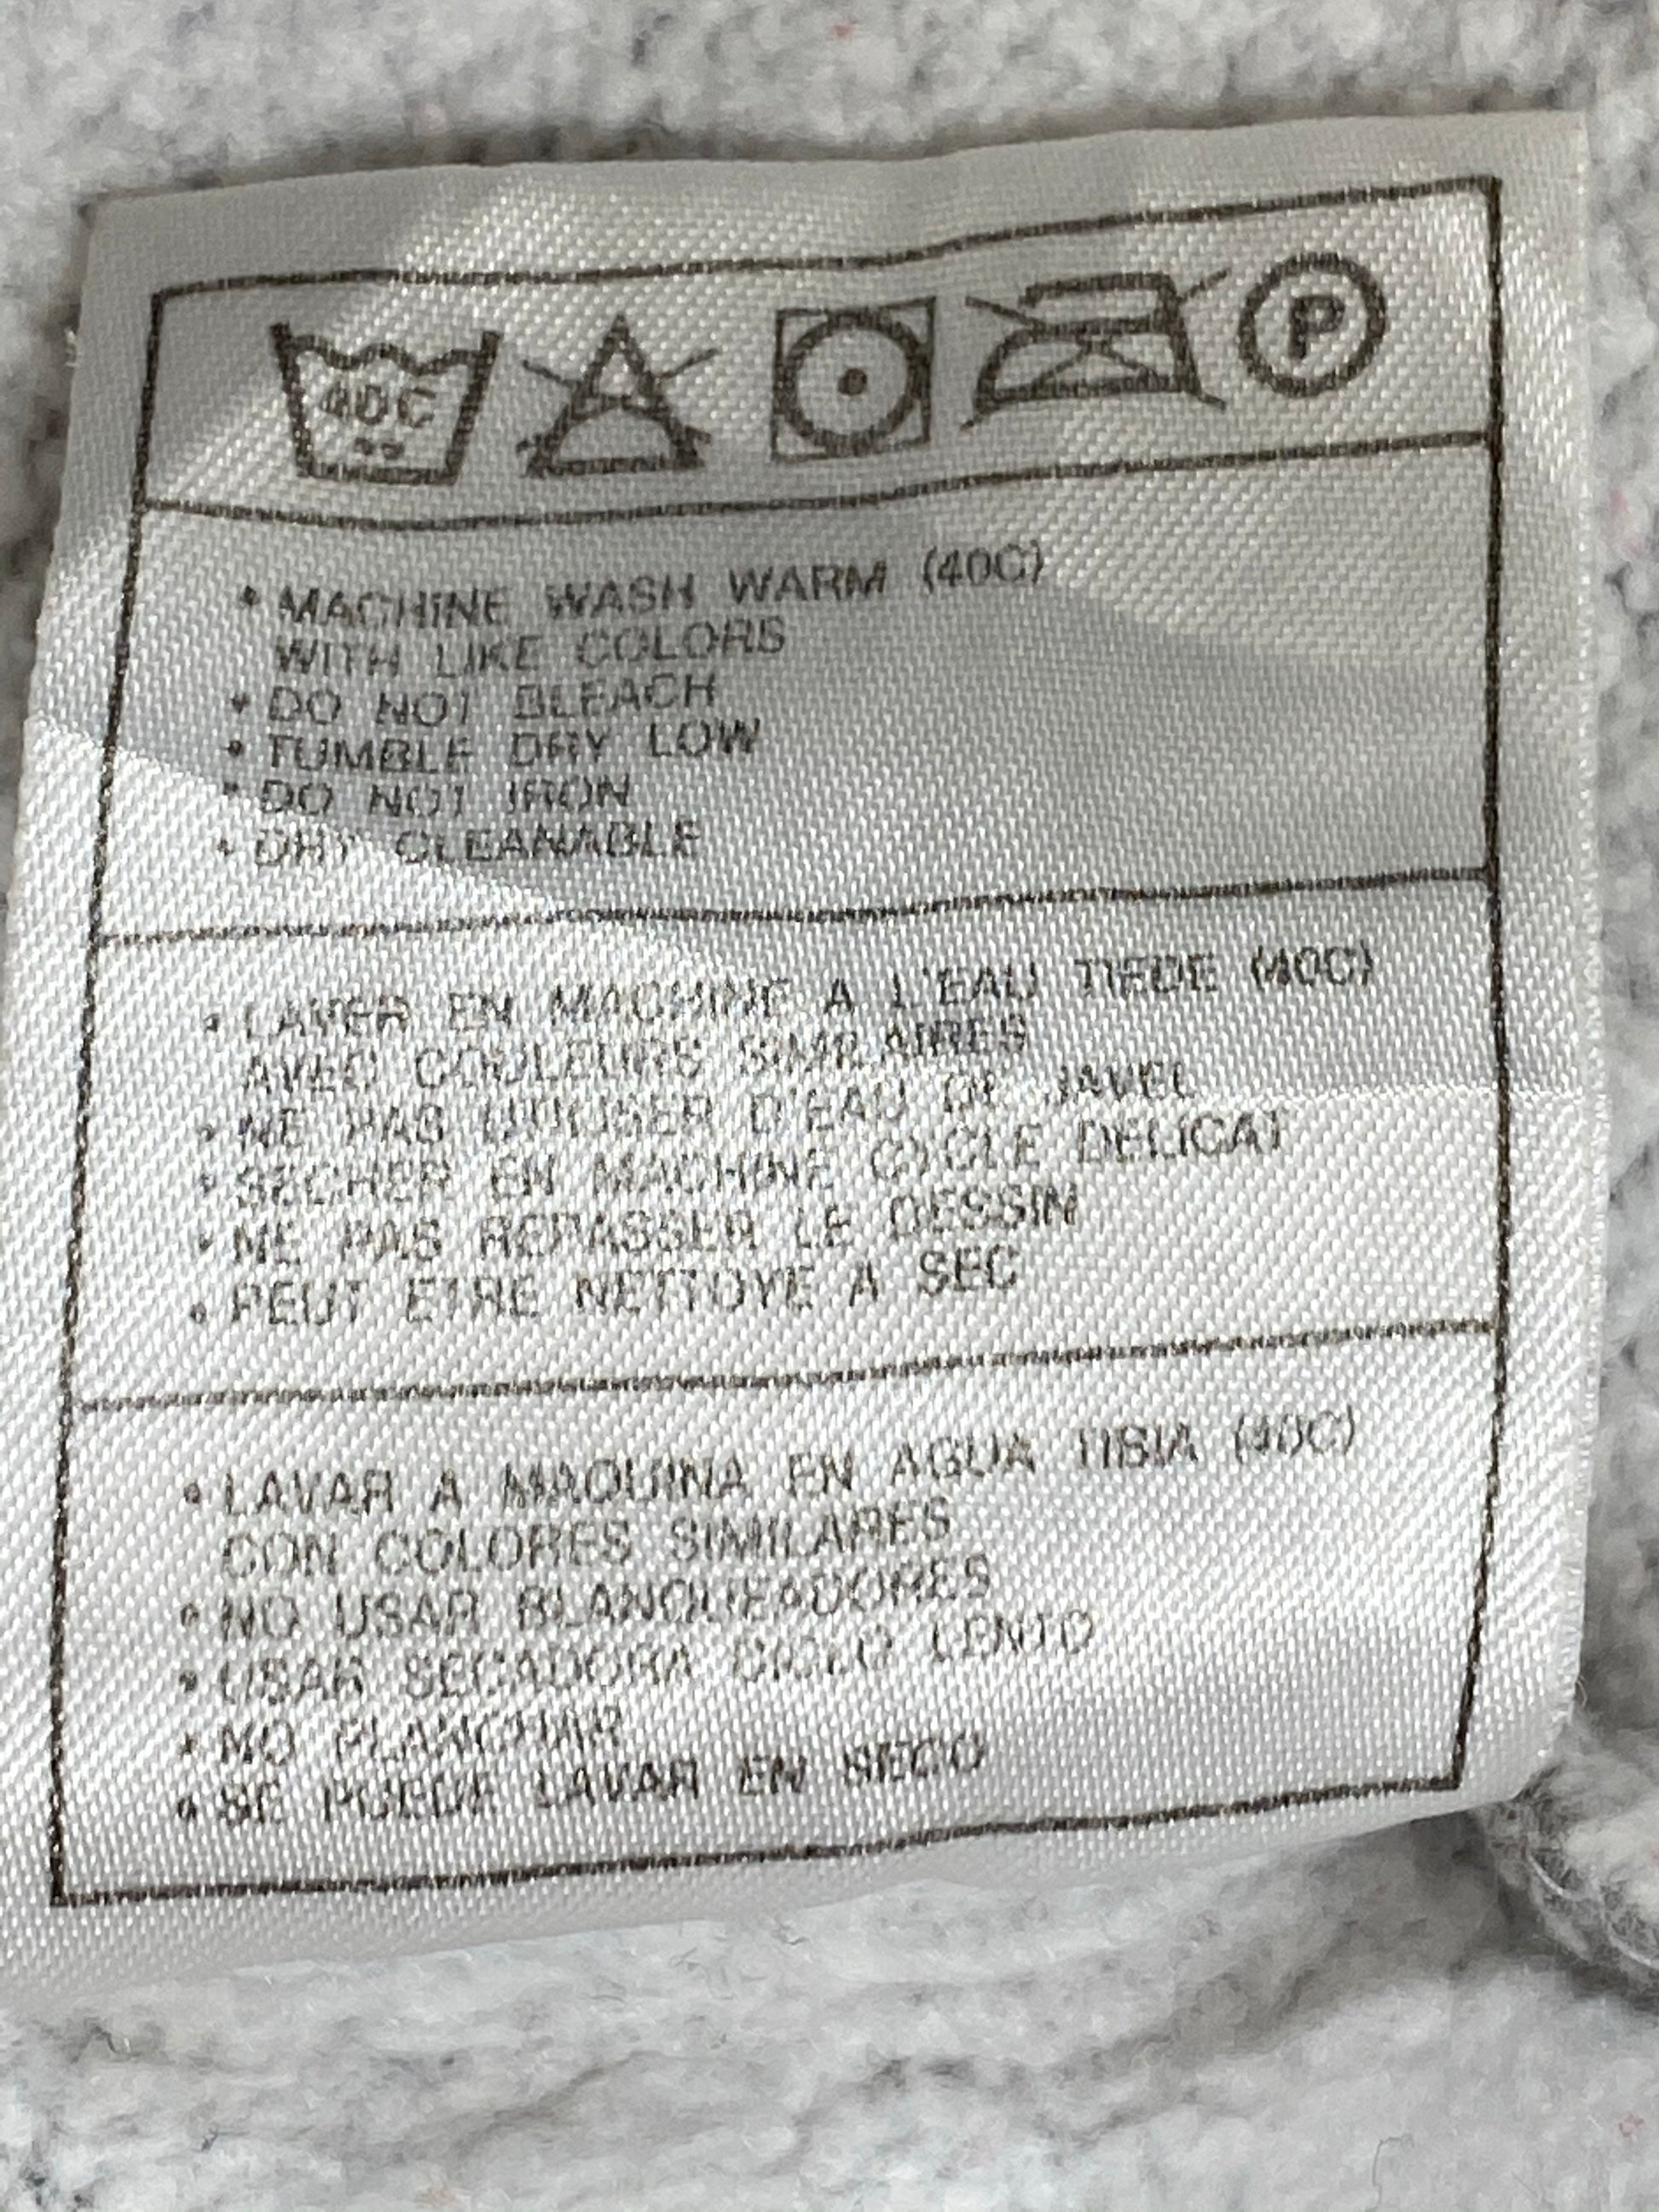 40C
P
• MACHINE WASH WARM (40C)
WITH LIKE COLORS
• DO NOT BLEACH
• TUMBLE DRY LOW
• DO NOT IRON
• DRY CLEANABLE
• LAVER EN MACHINE A L'EAU TIEDE (40C)
AVEC COULEURS SIMILAIRES
• NE PAS UTILISER D'EAU DE JAVEL
• SECHER EN MACHINE CYCLE DELICAT
• NE PAS REPASSER LE DESSIN
• PEUT ETRE NETTOYE A SEC
• LAVAR A MAQUINA EN AGUA TIBIA (40C)
CON COLORES SIMILARES
• NO USAR BLANQUEADORES
• USAR SECADORA CICLO LENTO
• NO PLANCHAR
• SE PUEDE LAVAR EN SECO